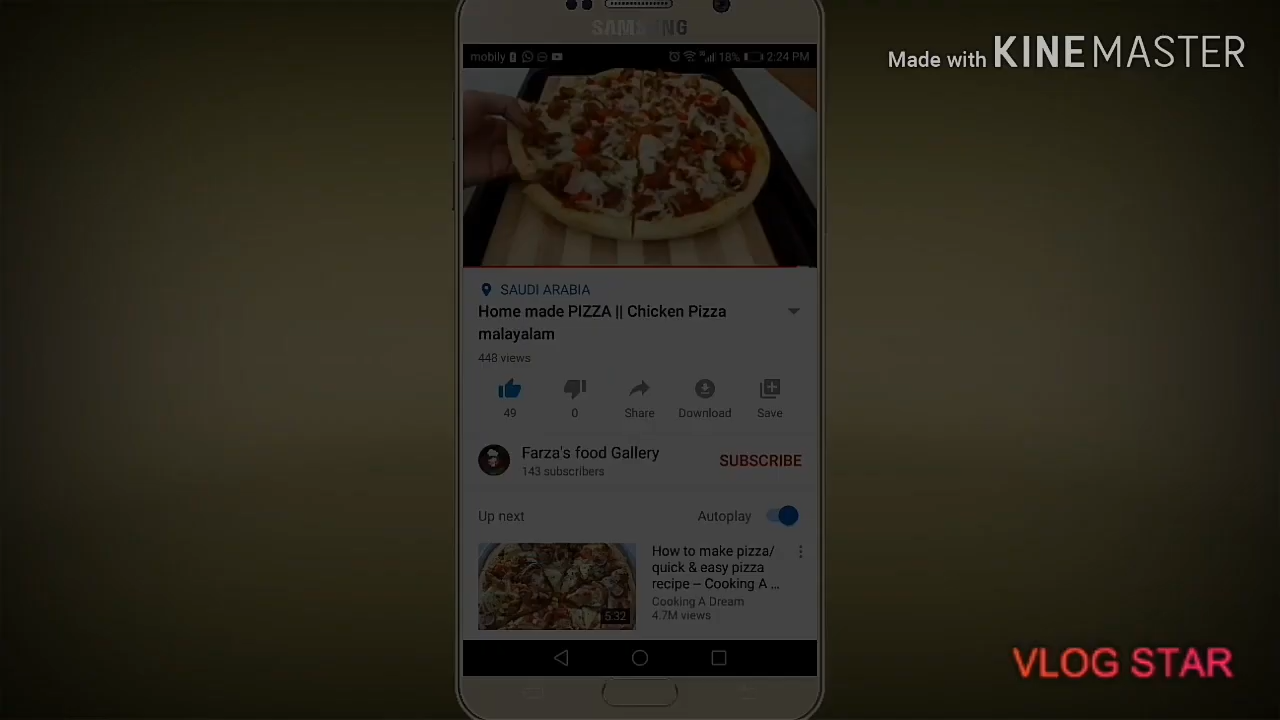 SAMSUNG
Made with KINEMASTER
mobily 18% 2:24 PM
SAUDI ARABIA
Home made PIZZA || Chicken Pizza
malayalam
448 views
49
0
Share
Download
Save
Farza's food Gallery
143 subscribers
SUBSCRIBE
Up next
Autoplay
How to make pizza/
quick & easy pizza
recipe – Cooking A ...
Cooking A Dream
4.7M views
5:32
VLOG STAR